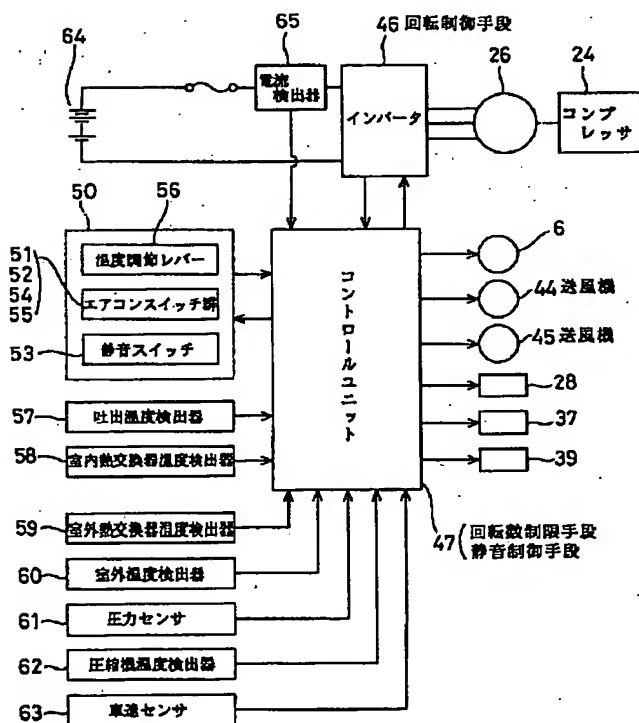 64
65
電流
検出器
46 回転制御手段
インバータ
26
24
コンプ
レッサ
50
56
温度調節レバー
51
52
54
55
エアコンスイッチ群
53
静音スイッチ
コントロールユニット
6
44 送風機
45 送風機
28
37
39
47 回転数制限手段
静音制御手段
57
吐出温度検出器
58
室内熱交換器温度検出器
59
室外熱交換器温度検出器
60
室外温度検出器
61
圧力センサ
62
圧縮機温度検出器
63
車速センサ